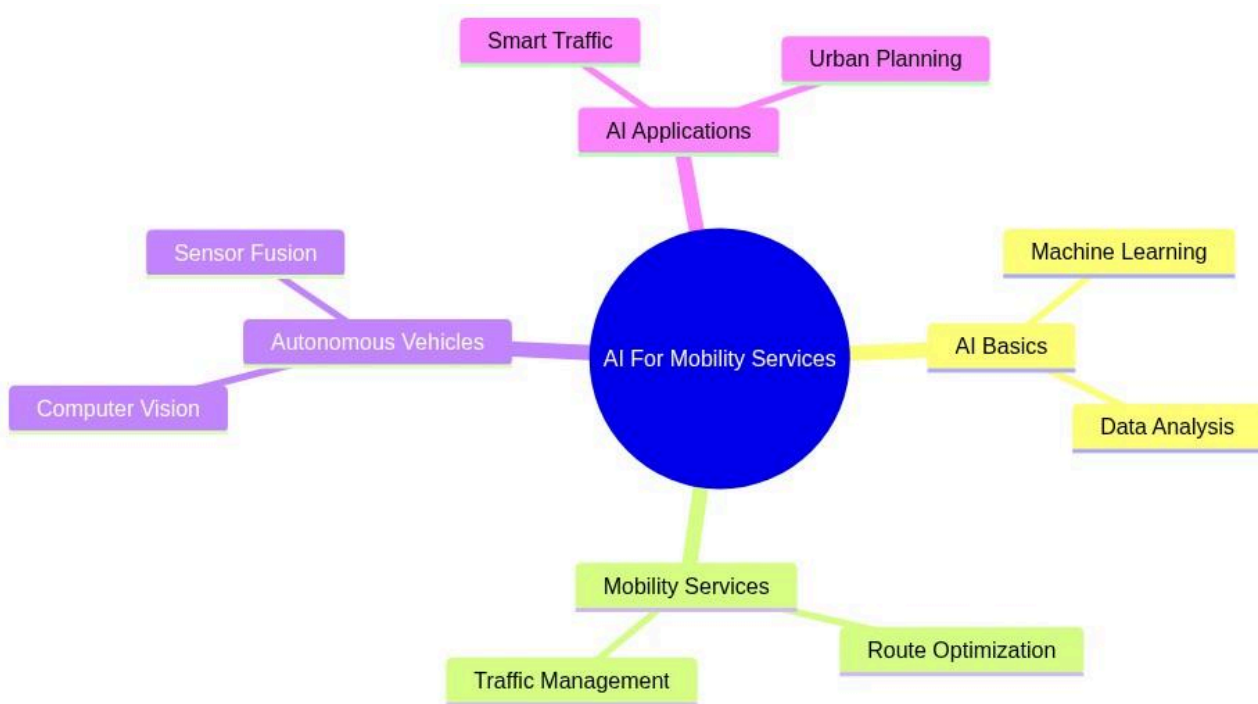 Smart Traffic
Urban Planning
AI Applications
Sensor Fusion
Machine Learning
Autonomous Vehicles
AI For Mobility Services
AI Basics
Computer Vision
Data Analysis
Mobility Services
Route Optimization
Traffic Management